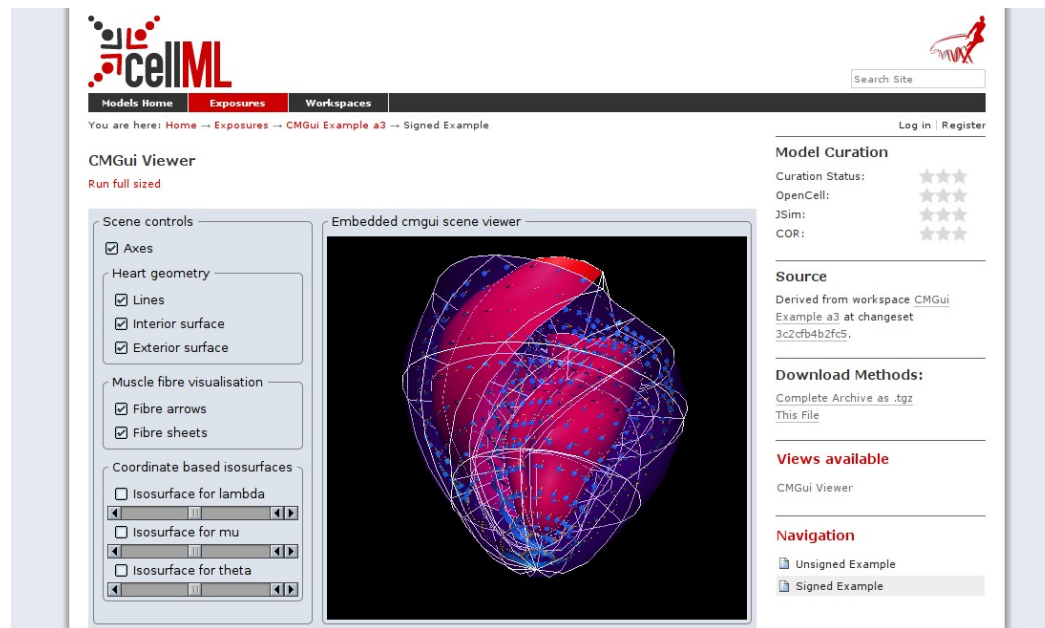 cellML
Search Site
Models Home Exposures Workspaces
You are here: Home → Exposures → CMGui Example a3 → Signed Example
Log in | Register
CMGui Viewer
Run full sized
Scene controls
Axes
Heart geometry
Lines
Interior surface
Exterior surface
Muscle fibre visualisation
Fibre arrows
Fibre sheets
Coordinate based isosurfaces
Isosurface for lambda
Isosurface for mu
Isosurface for theta
Embedded cmgui scene viewer
Model Curation
Curation Status:
OpenCell:
JSim:
COR:
Source
Derived from workspace CMGui
Example a3 at changeset
3c2cfb4b2fc5.
Download Methods:
Complete Archive as .tgz
This File
Views available
CMGui Viewer
Navigation
Unsigned Example
Signed Example